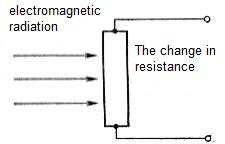 electromagnetic
radiation
The change in
resistance